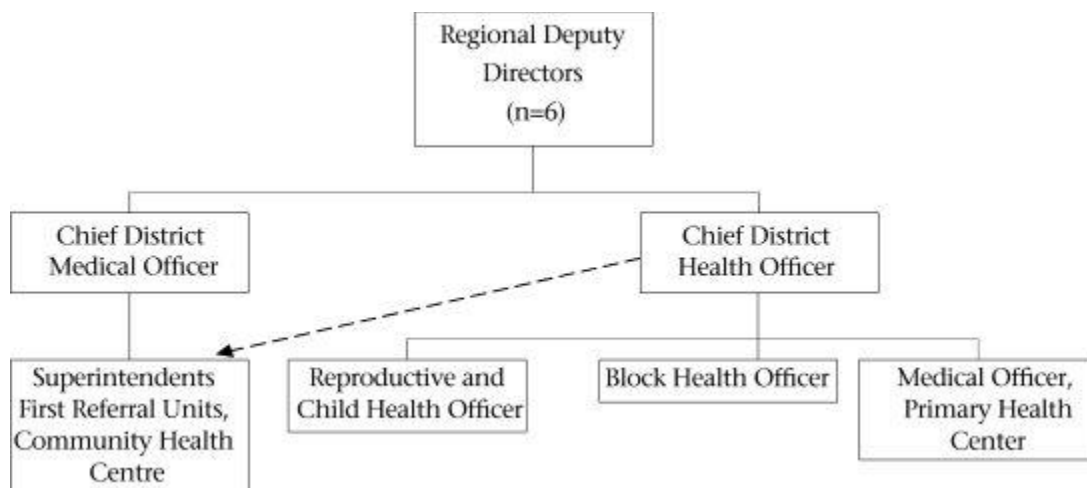 Regional Deputy
Directors
(n=6)
Chief District
Medical Officer
Chief District
Health Officer
Superintendents
First Referral Units,
Community Health
Centre
Reproductive and
Child Health Officer
Block Health Officer
Medical Officer,
Primary Health
Center